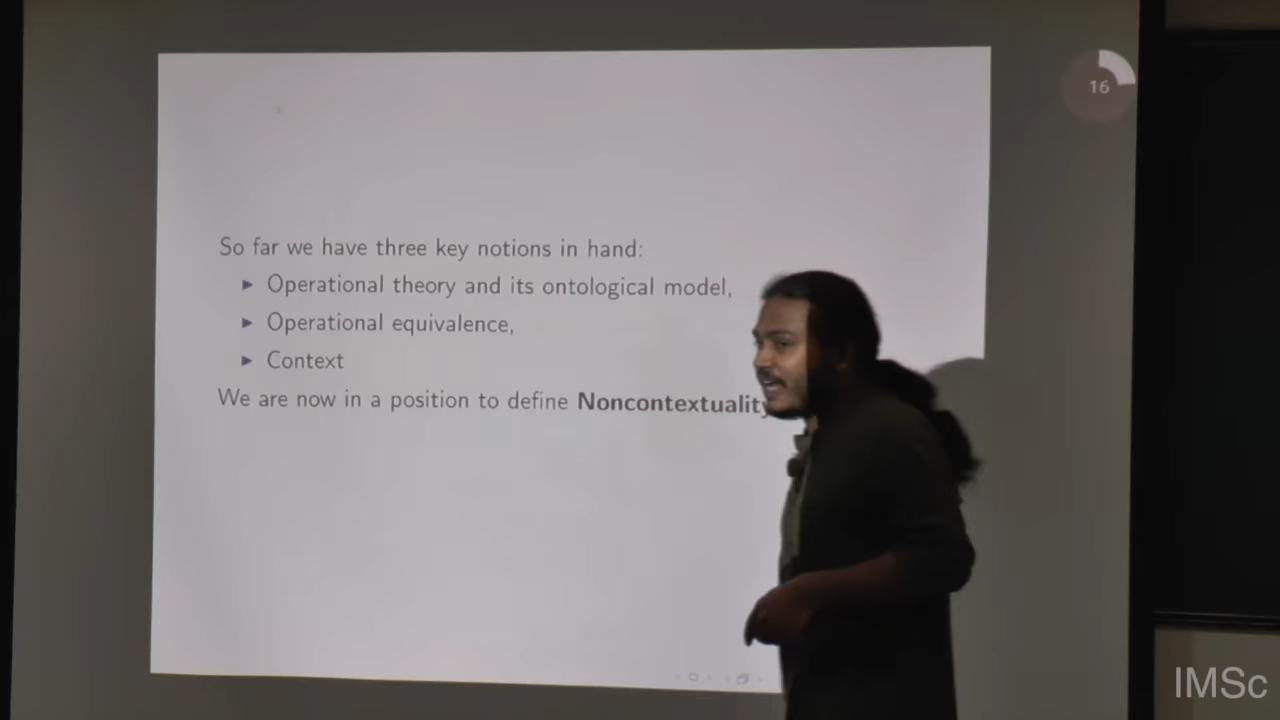 16
So far we have three key notions in hand:
▶ Operational theory and its ontological model,
▶ Operational equivalence,
▶ Context
We are now in a position to define Noncontextuality
IMSc